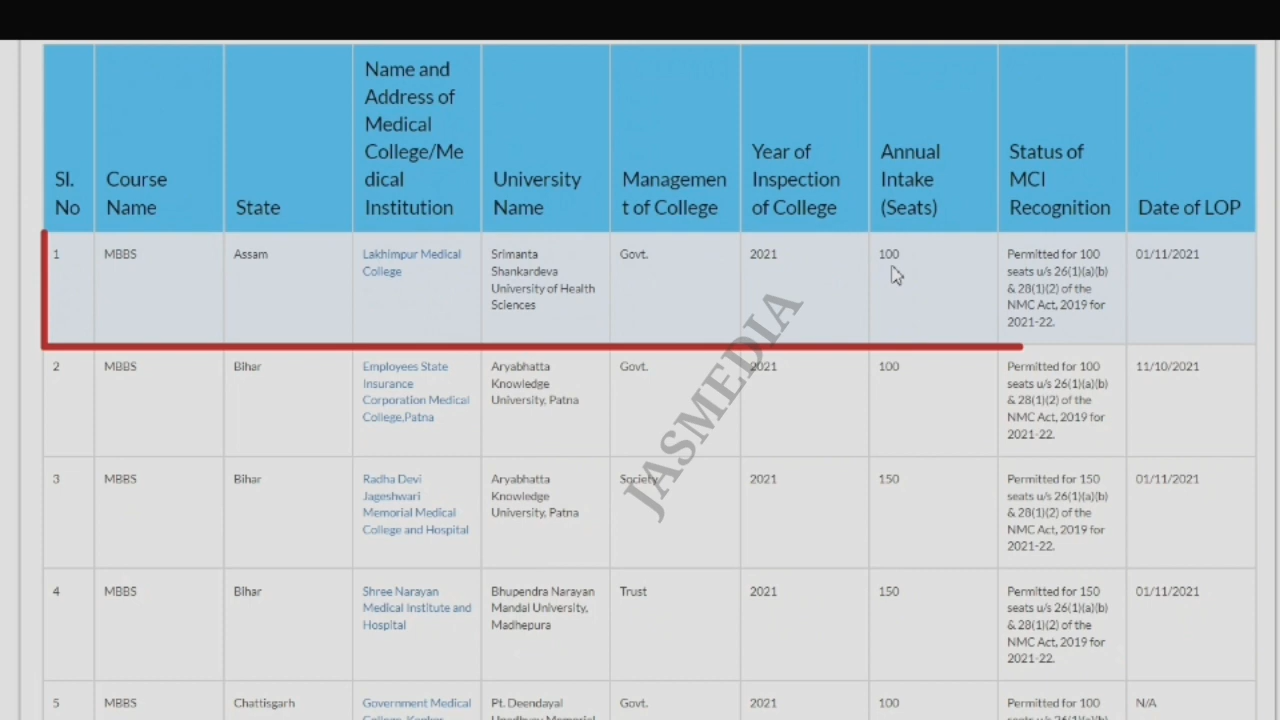 Sl. No
Course Name
State
Name and Address of Medical College/Me dical Institution
University Name
Managemen t of College
Year of Inspection of College
Annual Intake (Seats)
Status of MCI Recognition
Date of LOP
1
MBBS
Assam
Lakhimpur Medical
College
Srimanta
Shankardeva
University of Health
Sciences
Govt.
2021
100
Permitted for 100
seats u/s 26(1)(a)(b)
& 28(1)(2) of the
NMC Act, 2019 for
2021-22.
01/11/2021
2
MBBS
Bihar
Employees State
Insurance
Corporation Medical
College,Patna
Aryabhatta
Knowledge
University, Patna
Govt.
2021
100
Permitted for 100
seats u/s 26(1)(a)(b)
& 28(1)(2) of the
NMC Act, 2019 for
2021-22.
11/10/2021
3
MBBS
Bihar
Radha Devi
Jageshwari
Memorial Medical
College and Hospital
Aryabhatta
Knowledge
University, Patna
Society
2021
150
Permitted for 150
seats u/s 26(1)(a)(b)
& 28(1)(2) of the
NMC Act, 2019 for
2021-22.
01/11/2021
4
MBBS
Bihar
Shree Narayan
Medical Institute and
Hospital
Bhupendra Narayan
Mandal University,
Madhepura
Trust
2021
150
Permitted for 150
seats u/s 26(1)(a)(b)
& 28(1)(2) of the
NMC Act, 2019 for
2021-22.
01/11/2021
5
MBBS
Chattisgarh
Government Medical
Pt. Deendayal
Govt.
2021
100
Permitted for 100
N/A
JASMEDIA